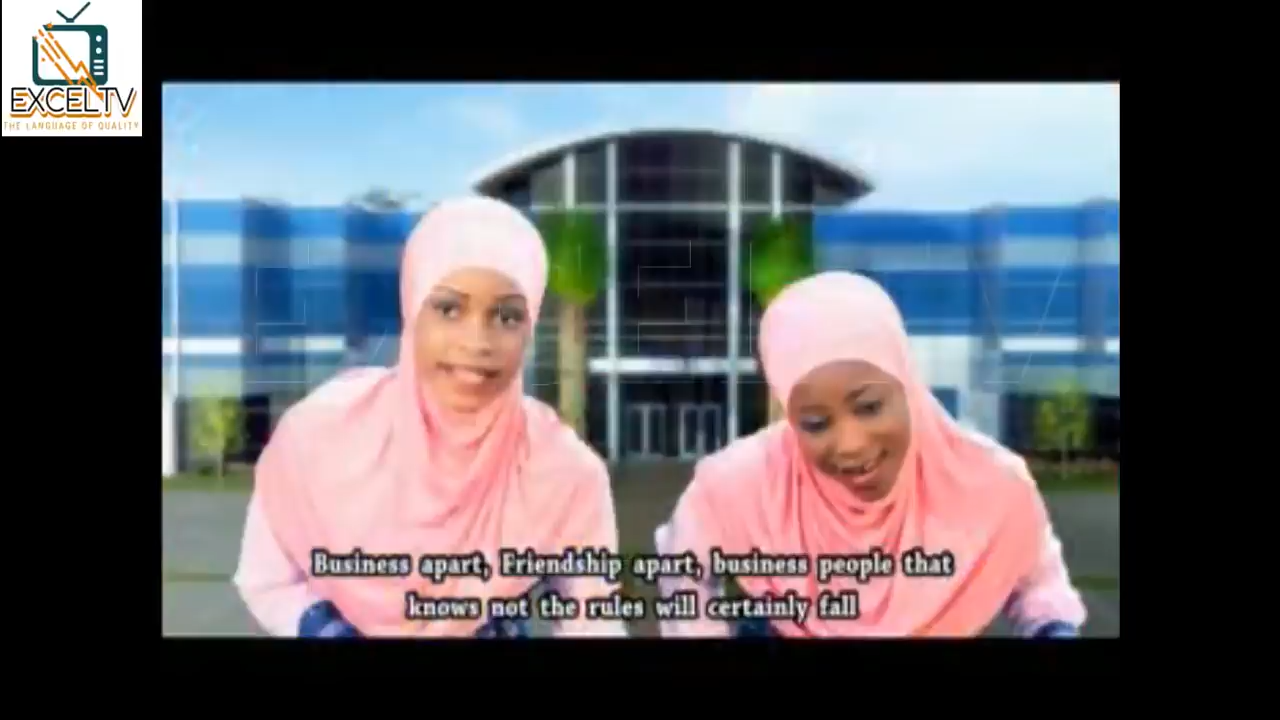 EXCELTV
THE LANGUAGE OF QUALITY
Business apart, Friendship apart, business people that
knows not the rules will certainly fall